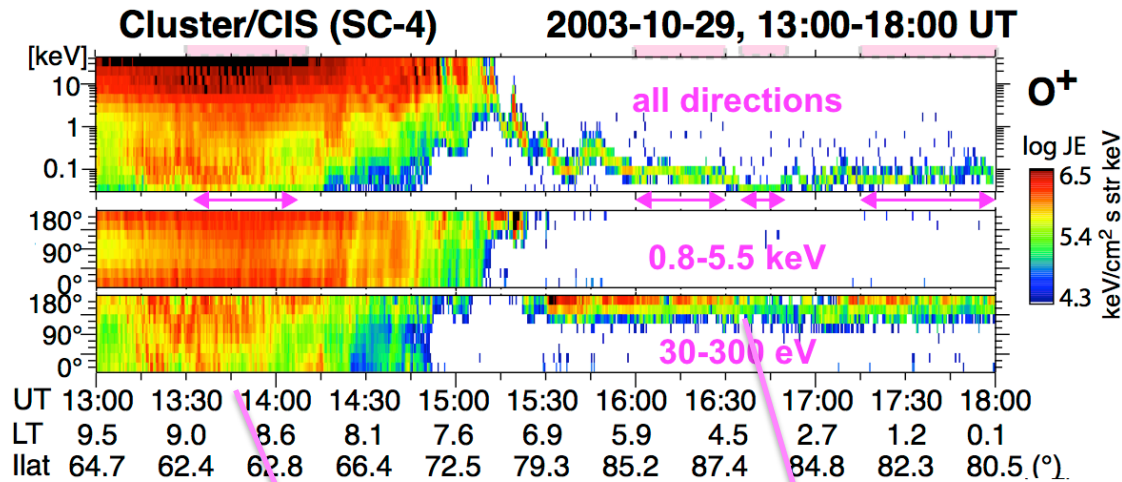 Cluster/CIS (SC-4) 2003-10-29, 13:00-18:00 UT
[keV]
10
1
0.1
all directions
O+
log JE
6.5
5.4
4.3
keV/cm2 s str keV
180°
90°
0°
0.8-5.5 keV
180°
90°
0°
30-300 eV
UT 13:00 13:30 14:00 14:30 15:00 15:30 16:00 16:30 17:00 17:30 18:00
LT 9.5 9.0 8.6 8.1 7.6 6.9 5.9 4.5 2.7 1.2 0.1
Ilat 64.7 62.4 62.8 66.4 72.5 79.3 85.2 87.4 84.8 82.3 80.5 (°)